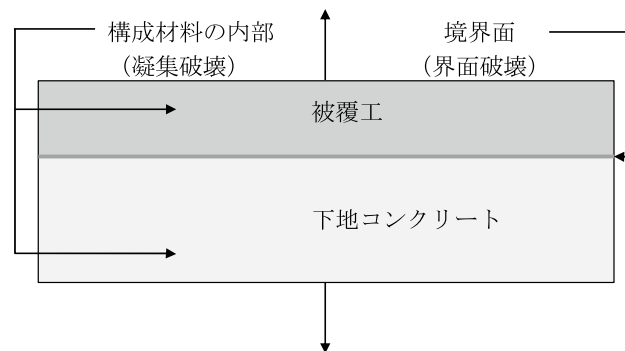 構成材料の内部
（凝集破壊）
境界面
（界面破壊）
被覆工
下地コンクリート